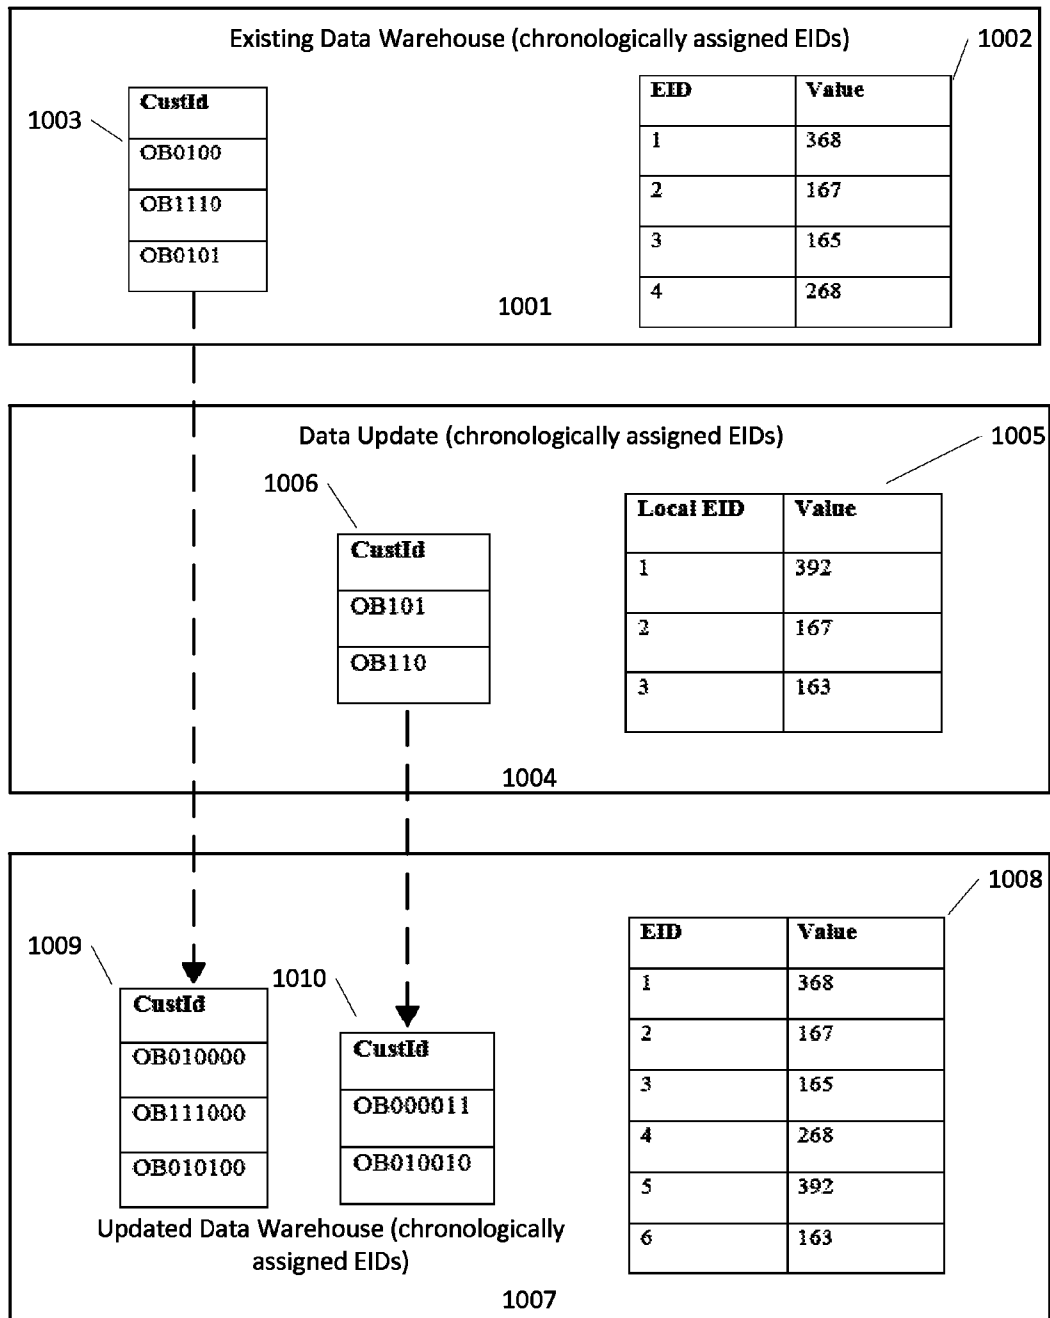 Existing Data Warehouse (chronologically assigned EIDs)
1002
1003
CustId
OB0100
OB1110
OB0101
EID Value
1 368
2 167
3 165
4 268
1001
Data Update (chronologically assigned EIDs)
1005
1006
CustId
OB101
OB110
Local EID Value
1 392
2 167
3 163
1004
1008
1009
CustId
OB010000
OB111000
OB010100
1010
CustId
OB000011
OB010010
EID Value
1 368
2 167
3 165
4 268
5 392
6 163
Updated Data Warehouse (chronologically
assigned EIDs)
1007